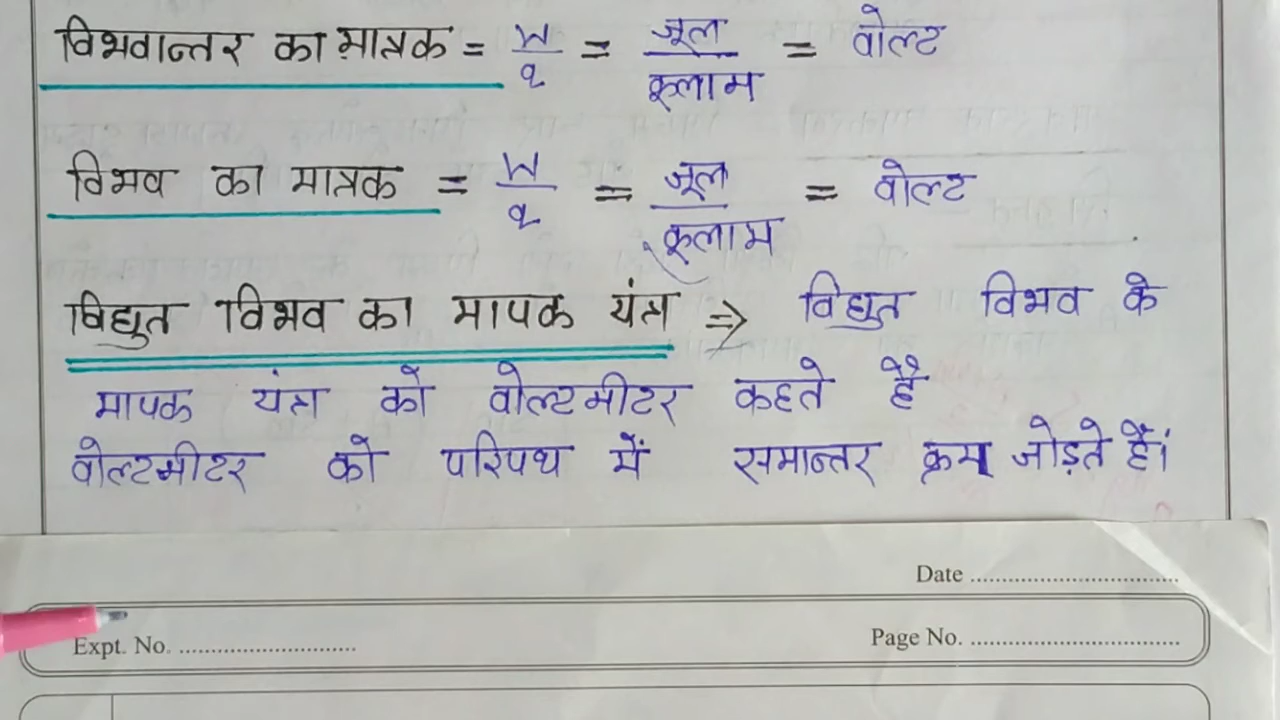 विभवान्तर का मात्रक = W/q = जूल/कूलाम = वोल्ट
विभव का मात्रक = W/q = जूल/कूलाम = वोल्ट
विद्युत विभव का मापक यंत्र ⇒ विद्युत विभव के
मापक यंत्र को वोल्टमीटर कहते है
वोल्टमीटर को परिपथ में समान्तर क्रम जोड़ते हैं।
Date ................................
Expt. No. ...........................
Page No. ................................